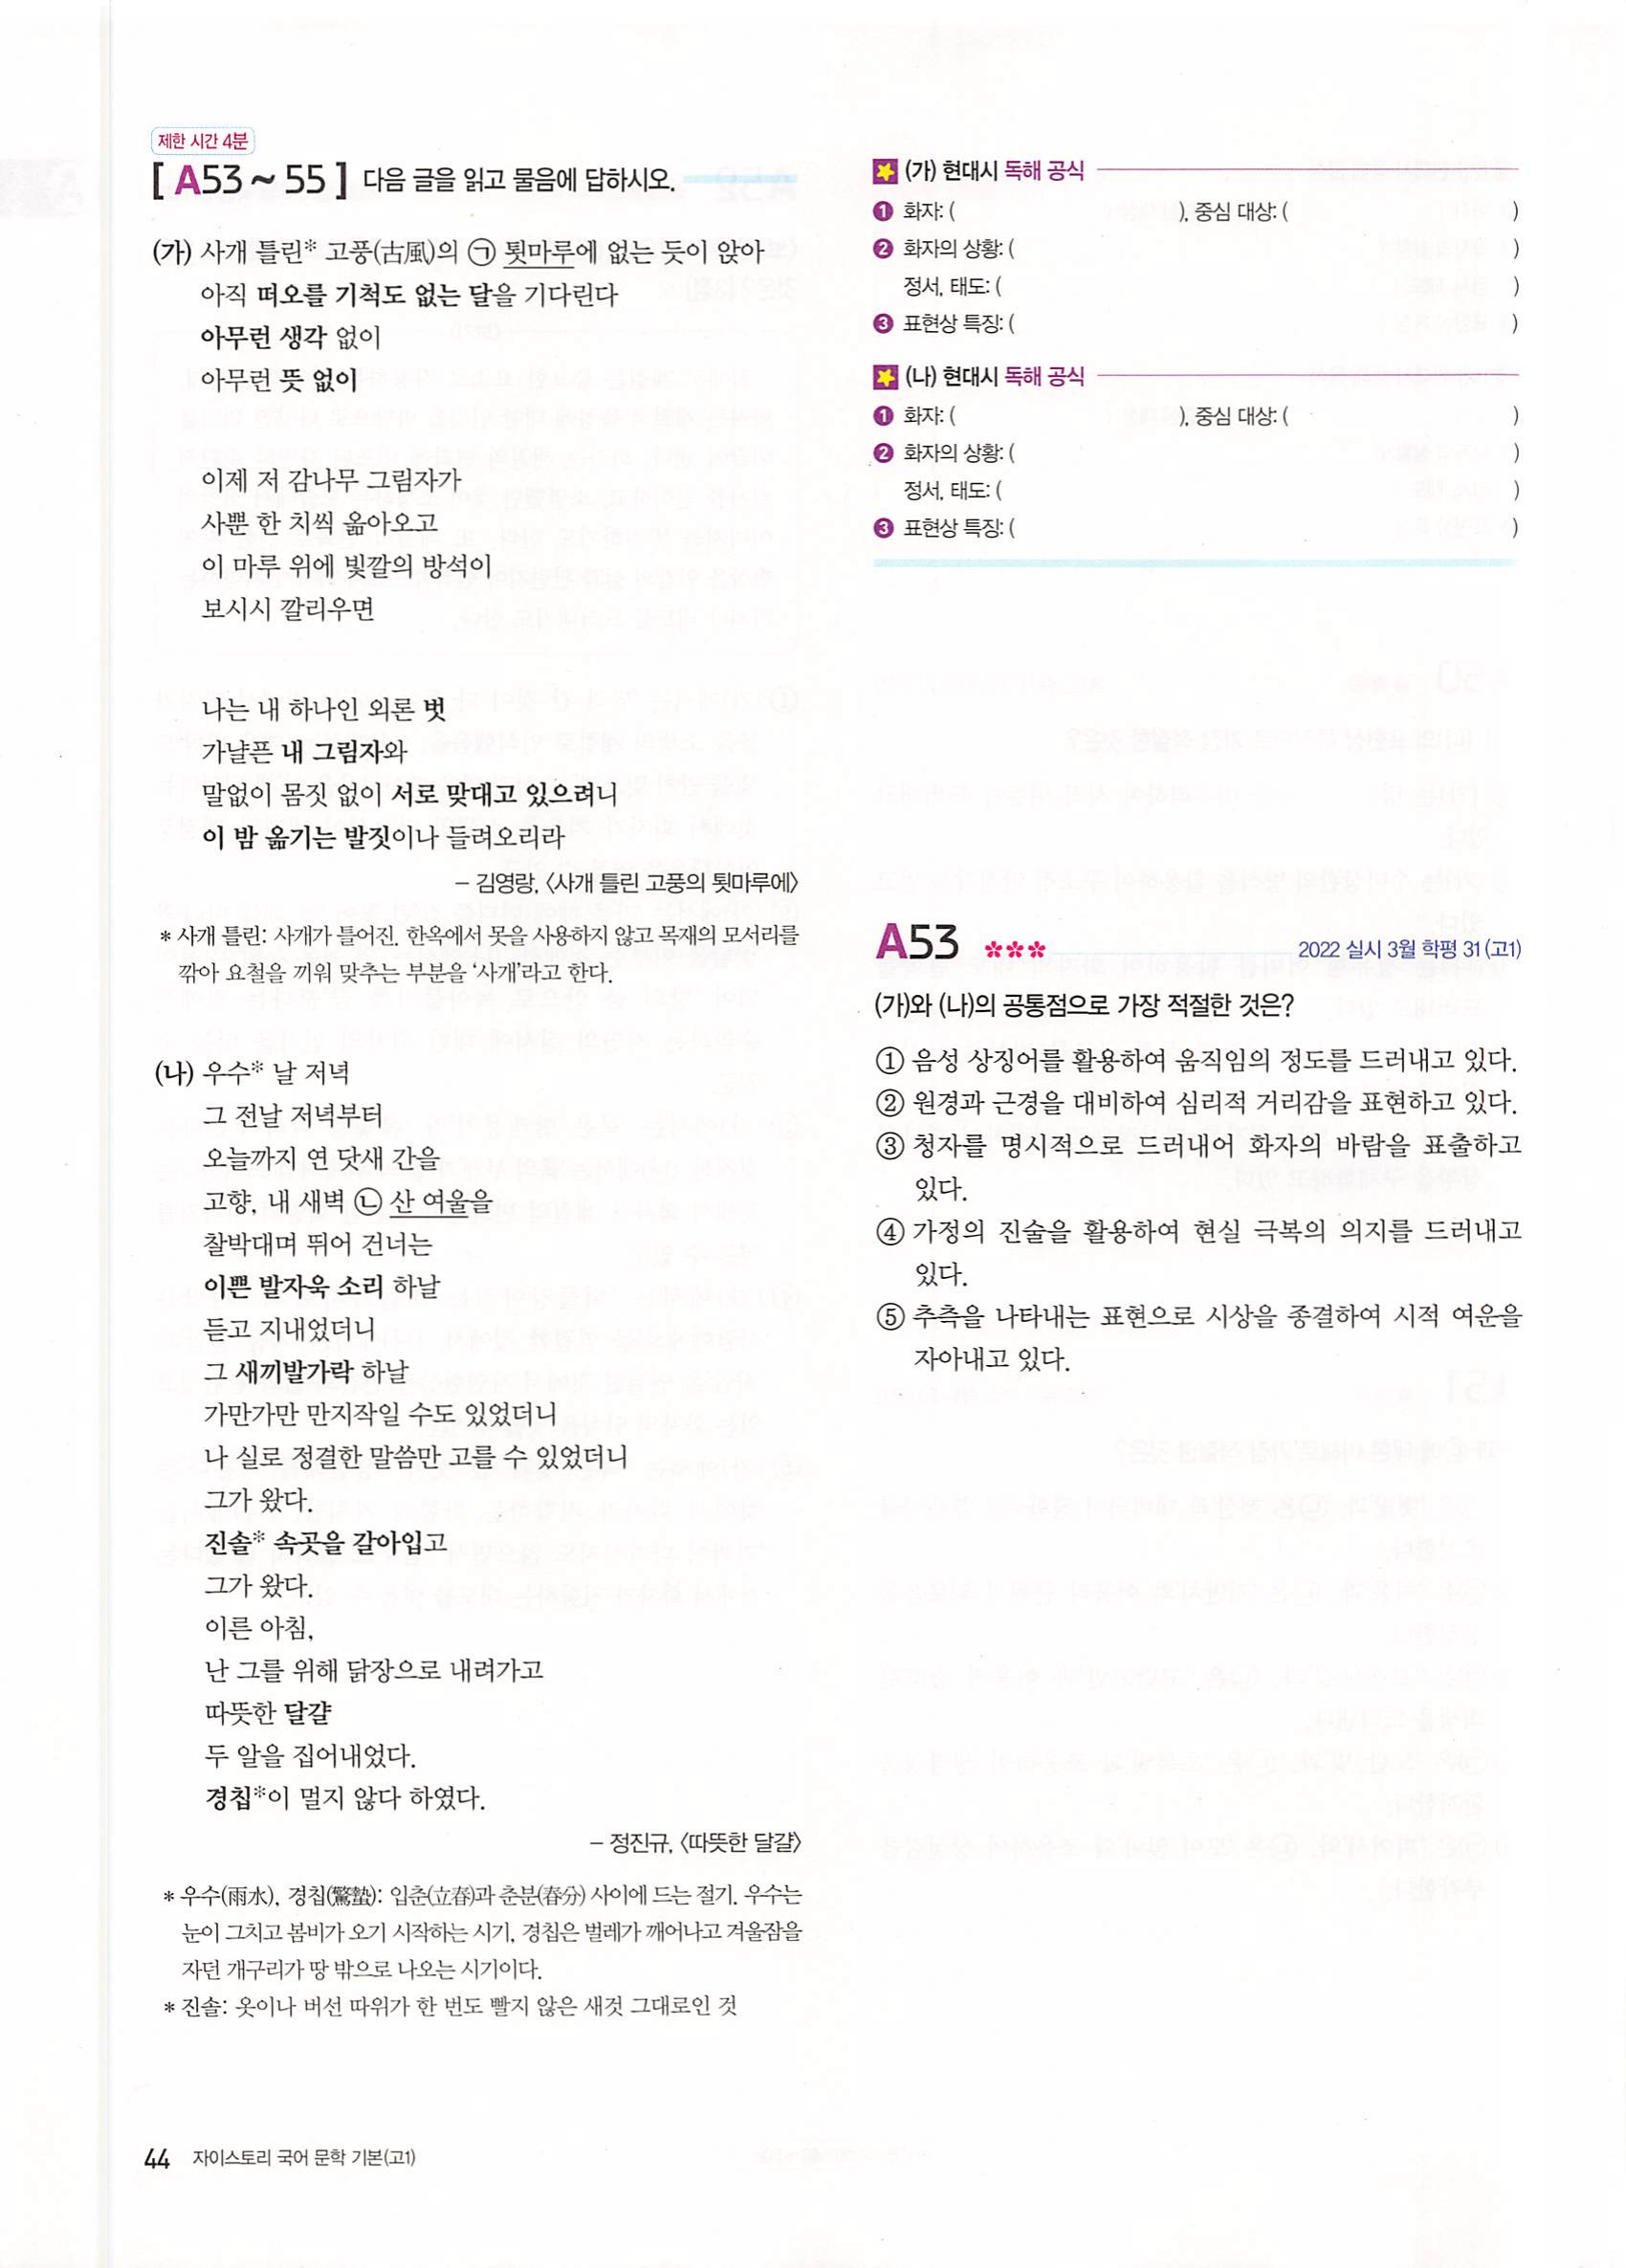 제한 시간 4분
[ A53 ~ 55 ] 다음 글을 읽고 물음에 답하시오.
(가) 사개 틀린* 고풍(古風)의 ㉠ 툇마루에 없는 듯이 앉아
아직 떠오를 기척도 없는 달을 기다린다
아무런 생각 없이
아무런 뜻 없이
이제 저 감나무 그림자가
사뿐 한 치씩 옮아오고
이 마루 위에 빛깔의 방석이
보시시 깔리우면
나는 내 하나인 외론 벗
가냘픈 내 그림자와
말없이 몸짓 없이 서로 맞대고 있으려니
이 밤 옮기는 발짓이나 들려오리라
– 김영랑, 〈사개 틀린 고풍의 툇마루에〉
* 사개 틀린: 사개가 틀어진. 한옥에서 못을 사용하지 않고 목재의 모서리를
깎아 요철을 끼워 맞추는 부분을 '사개'라고 한다.
(나) 우수* 날 저녁
그 전날 저녁부터
오늘까지 연 닷새 간을
고향, 내 새벽 ㉡ 산 여울을
찰박대며 뛰어 건너는
이쁜 발자욱 소리 하날
듣고 지내었더니
그 새끼발가락 하날
가만가만 만지작일 수도 있었더니
나 실로 정결한 말씀만 고를 수 있었더니
그가 왔다.
진솔* 속곳을 갈아입고
그가 왔다.
이른 아침,
난 그를 위해 닭장으로 내려가고
따뜻한 달걀
두 알을 집어내었다.
경칩*이 멀지 않다 하였다.
– 정진규, 〈따뜻한 달걀〉
* 우수(雨水), 경칩(驚蟄): 입춘(立春)과 춘분(春分) 사이에 드는 절기. 우수는
눈이 그치고 봄비가 오기 시작하는 시기, 경칩은 벌레가 깨어나고 겨울잠을
자던 개구리가 땅 밖으로 나오는 시기이다.
* 진솔: 옷이나 버선 따위가 한 번도 빨지 않은 새것 그대로인 것
44 자이스토리 국어 문학 기본(고1)
(가) 현대시 독해 공식
❶ 화자: ( ), 중심 대상: ( )
❷ 화자의 상황: ( )
정서, 태도: ( )
❸ 표현상 특징: ( )
(나) 현대시 독해 공식
❶ 화자: ( ), 중심 대상: ( )
❷ 화자의 상황: ( )
정서, 태도: ( )
❸ 표현상 특징: ( )
A53 ✽✽✽ 2022 실시 3월 학평 31(고1)
(가)와 (나)의 공통점으로 가장 적절한 것은?
① 음성 상징어를 활용하여 움직임의 정도를 드러내고 있다.
② 원경과 근경을 대비하여 심리적 거리감을 표현하고 있다.
③ 청자를 명시적으로 드러내어 화자의 바람을 표출하고
있다.
④ 가정의 진술을 활용하여 현실 극복의 의지를 드러내고
있다.
⑤ 추측을 나타내는 표현으로 시상을 종결하여 시적 여운을
자아내고 있다.